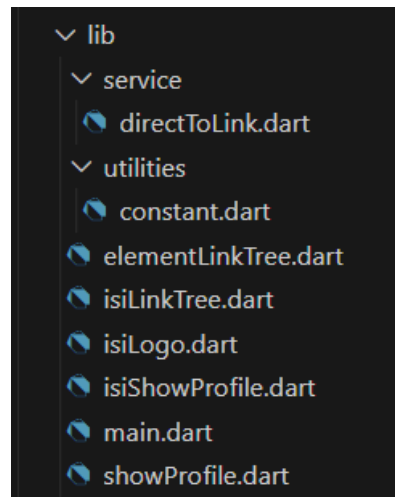 lib
service
directToLink.dart
utilities
constant.dart
elementLinkTree.dart
isiLinkTree.dart
isiLogo.dart
isiShowProfile.dart
main.dart
showProfile.dart